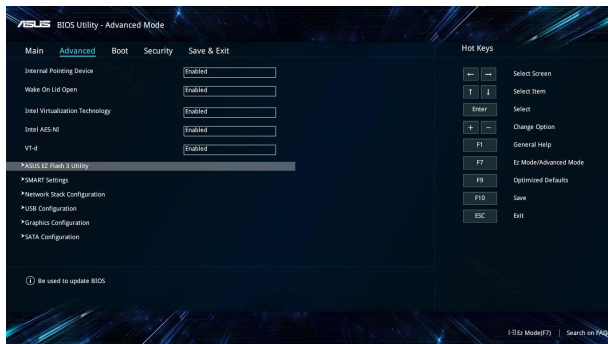 ASUS BIOS Utility - Advanced Mode
Main Advanced Boot Security Save & Exit
Internal Pointing Device Enabled
Wake On Lid Open Enabled
Intel Virtualization Technology Enabled
Intel AES-NI Enabled
VT-d Enabled
ASUS EZ Flash 3 Utility
SMART Settings
Network Stack Configuration
USB Configuration
Graphics Configuration
SATA Configuration
Be used to update BIOS
Hot Keys
← → Select Screen
↑ ↓ Select Item
Enter Select
+ − Change Option
F1 General Help
F7 Ez Mode/Advanced Mode
F9 Optimized Defaults
F10 Save
ESC Exit
Ez Mode(F7) | Search on FAQ